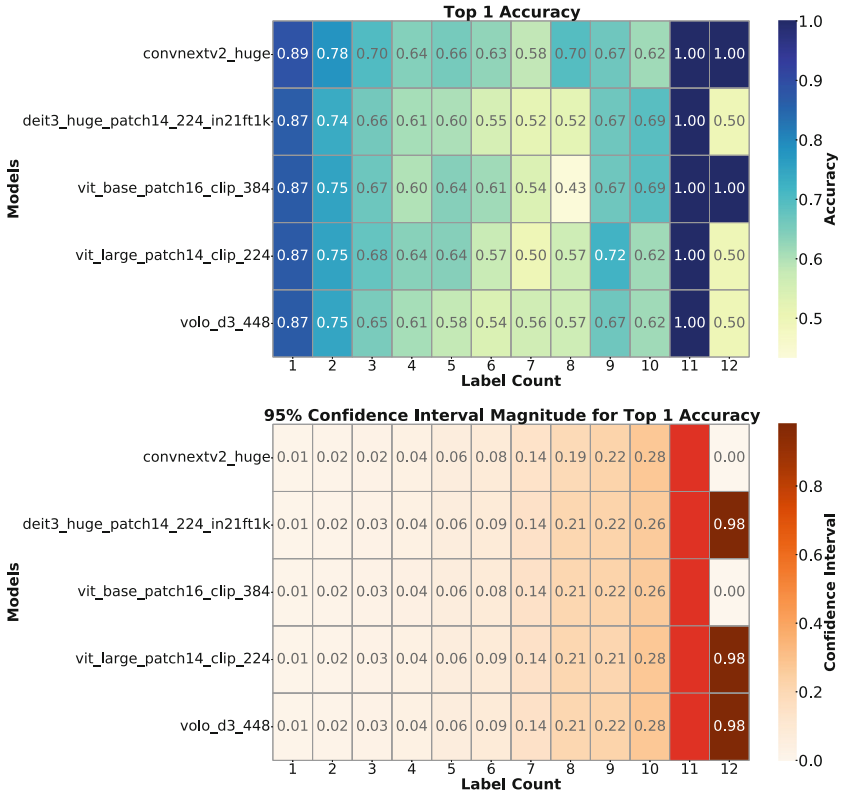 Top 1 Accuracy
Models
convnextv2_huge 0.89 0.78 0.70 0.64 0.66 0.63 0.58 0.70 0.67 0.62 1.00 1.00
deit3_huge_patch14_224_in21ft1k 0.87 0.74 0.66 0.61 0.60 0.55 0.52 0.52 0.67 0.69 1.00 0.50
vit_base_patch16_clip_384 0.87 0.75 0.67 0.60 0.64 0.61 0.54 0.43 0.67 0.69 1.00 1.00
vit_large_patch14_clip_224 0.87 0.75 0.68 0.64 0.64 0.57 0.50 0.57 0.72 0.62 1.00 0.50
volo_d3_448 0.87 0.75 0.65 0.61 0.58 0.54 0.56 0.57 0.67 0.62 1.00 0.50
1 2 3 4 5 6 7 8 9 10 11 12
Label Count
1.0
0.9
0.8
0.7
0.6
0.5
Accuracy
95% Confidence Interval Magnitude for Top 1 Accuracy
Models
convnextv2_huge 0.01 0.02 0.02 0.04 0.06 0.08 0.14 0.19 0.22 0.28 0.00
deit3_huge_patch14_224_in21ft1k 0.01 0.02 0.03 0.04 0.06 0.09 0.14 0.21 0.22 0.26 0.98
vit_base_patch16_clip_384 0.01 0.02 0.03 0.04 0.06 0.08 0.14 0.21 0.22 0.26 0.00
vit_large_patch14_clip_224 0.01 0.02 0.03 0.04 0.06 0.09 0.14 0.21 0.21 0.28 0.98
volo_d3_448 0.01 0.02 0.03 0.04 0.06 0.09 0.14 0.21 0.22 0.28 0.98
1 2 3 4 5 6 7 8 9 10 11 12
Label Count
0.8
0.6
0.4
0.2
0.0
Confidence Interval